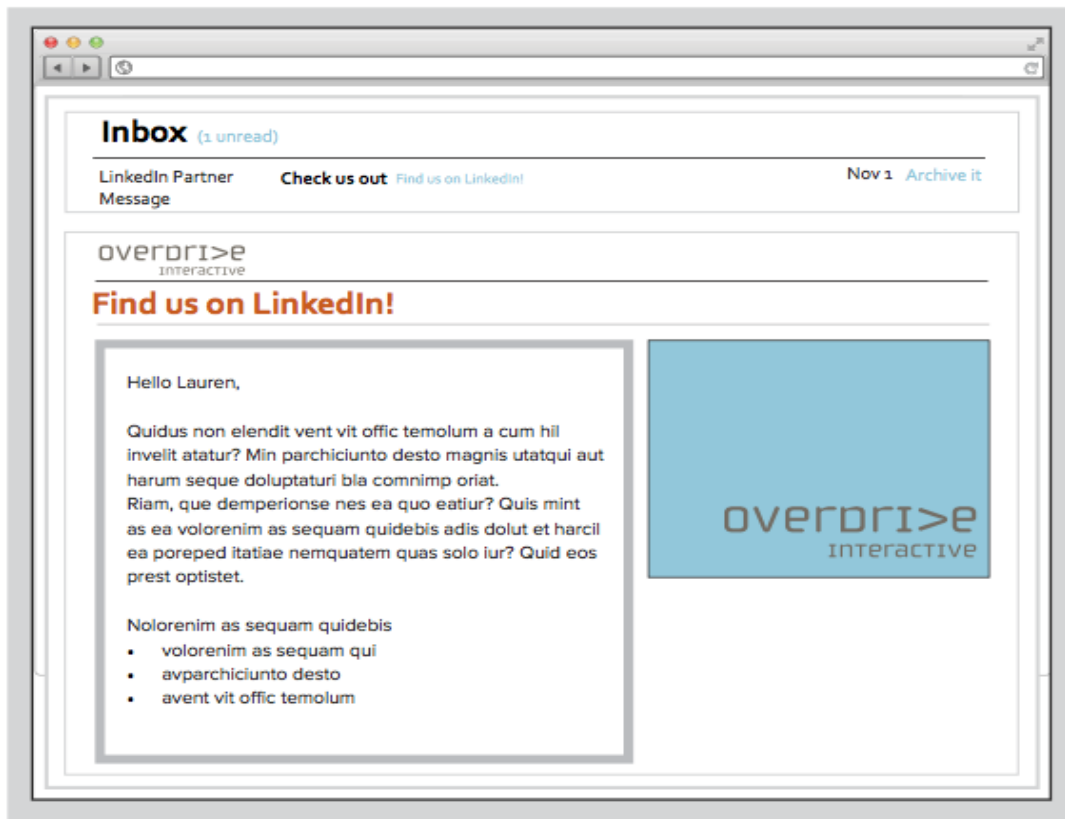 Inbox (1 unread)
LinkedIn Partner Message
Check us out Find us on LinkedIn!
Nov 1 Archive it
overdri>e
interactive
Find us on LinkedIn!
Hello Lauren,
Quidus non elendit vent vit offic temolum a cum hil
invelit atatur? Min parchiciunto desto magnis utatqui aut
harum seque doluptaturi bla comnimp oriat.
Riam, que demperionse nes ea quo eatiur? Quis mint
as ea volorenim as sequam quidebis adis dolut et harcil
ea poreped itatiae nemquatem quas solo iur? Quid eos
prest optistet.
Nolorenim as sequam quidebis
▪ volorenim as sequam qui
▪ avparchiciunto desto
▪ avent vit offic temolum
overdri>e
interactive